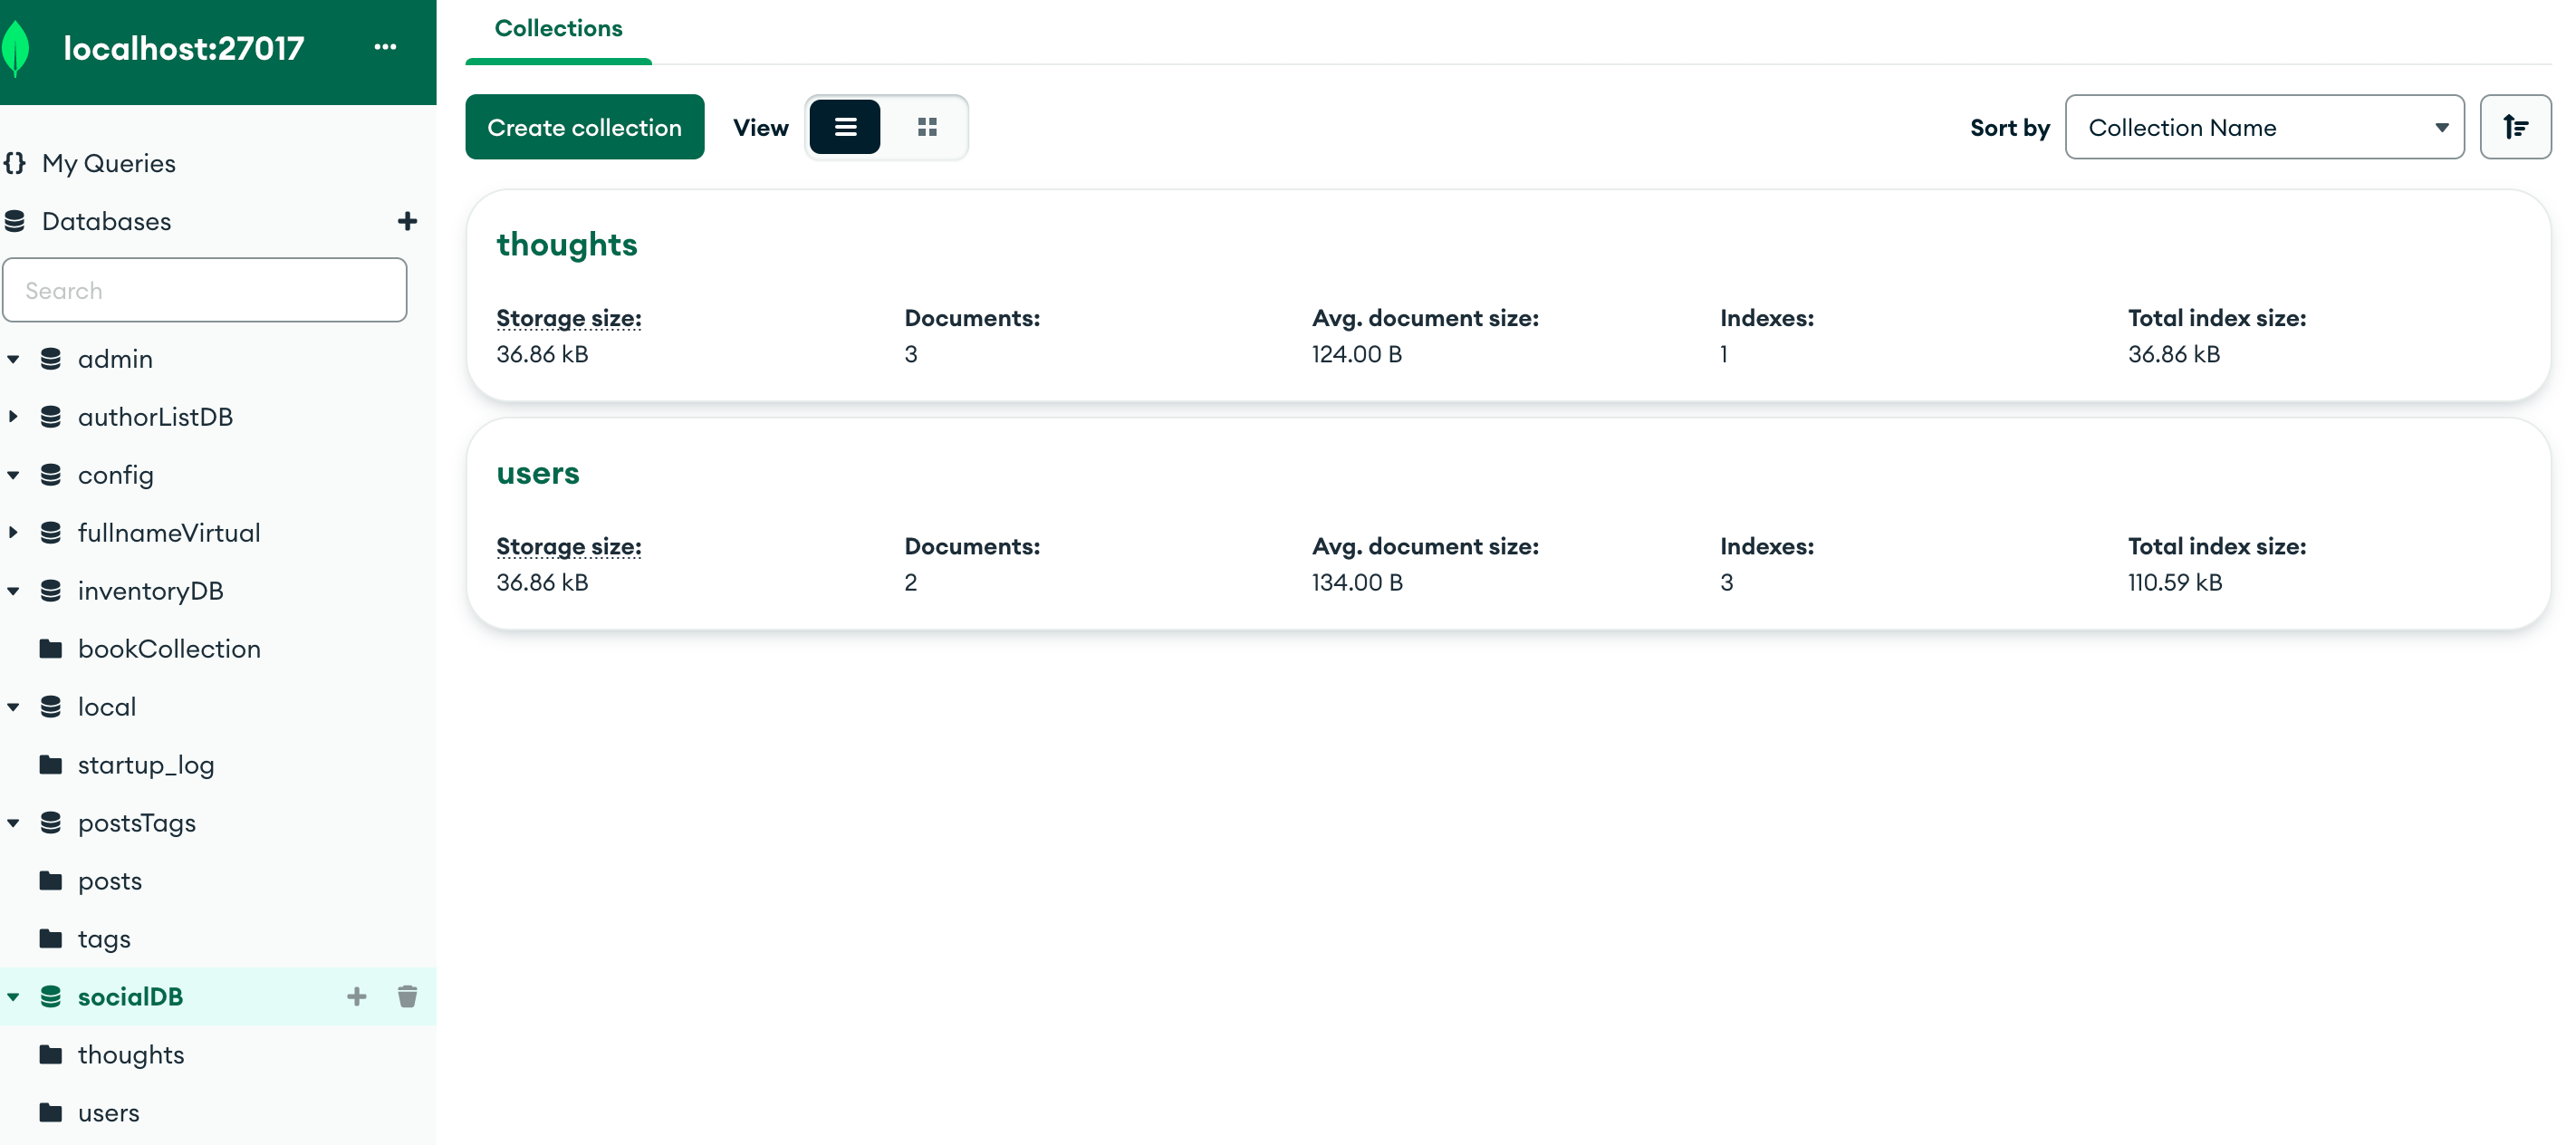 localhost:27017
My Queries
Databases
Search
admin
authorListDB
config
fullnameVirtual
inventoryDB
bookCollection
local
startup_log
postsTags
posts
tags
socialDB
thoughts
users
Collections
Create collection View Sort by Collection Name
thoughts
Storage size: Documents: Avg. document size: Indexes: Total index size:
36.86 kB 3 124.00 B 1 36.86 kB
users
Storage size: Documents: Avg. document size: Indexes: Total index size:
36.86 kB 2 134.00 B 3 110.59 kB